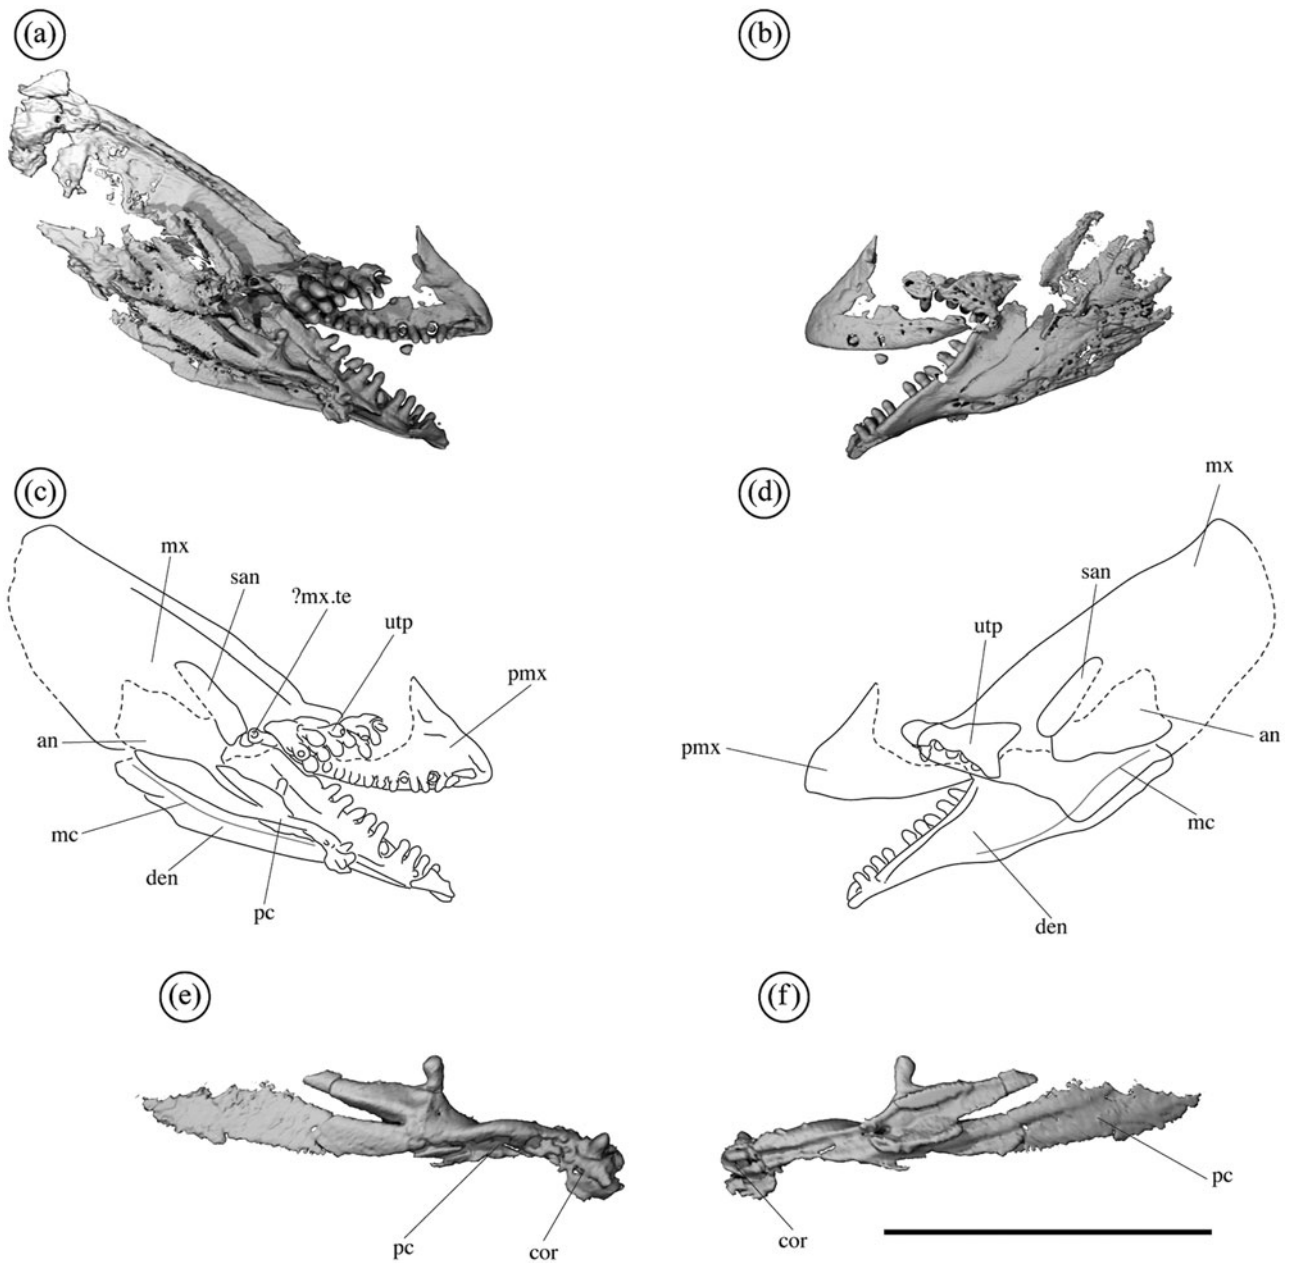 (a)
(b)
(c)
mx
san
?mx.te
utp
pmx
an
mc
den
pc
(d)
mx
san
utp
pmx
an
mc
den
(e)
pc
cor
(f)
pc
cor